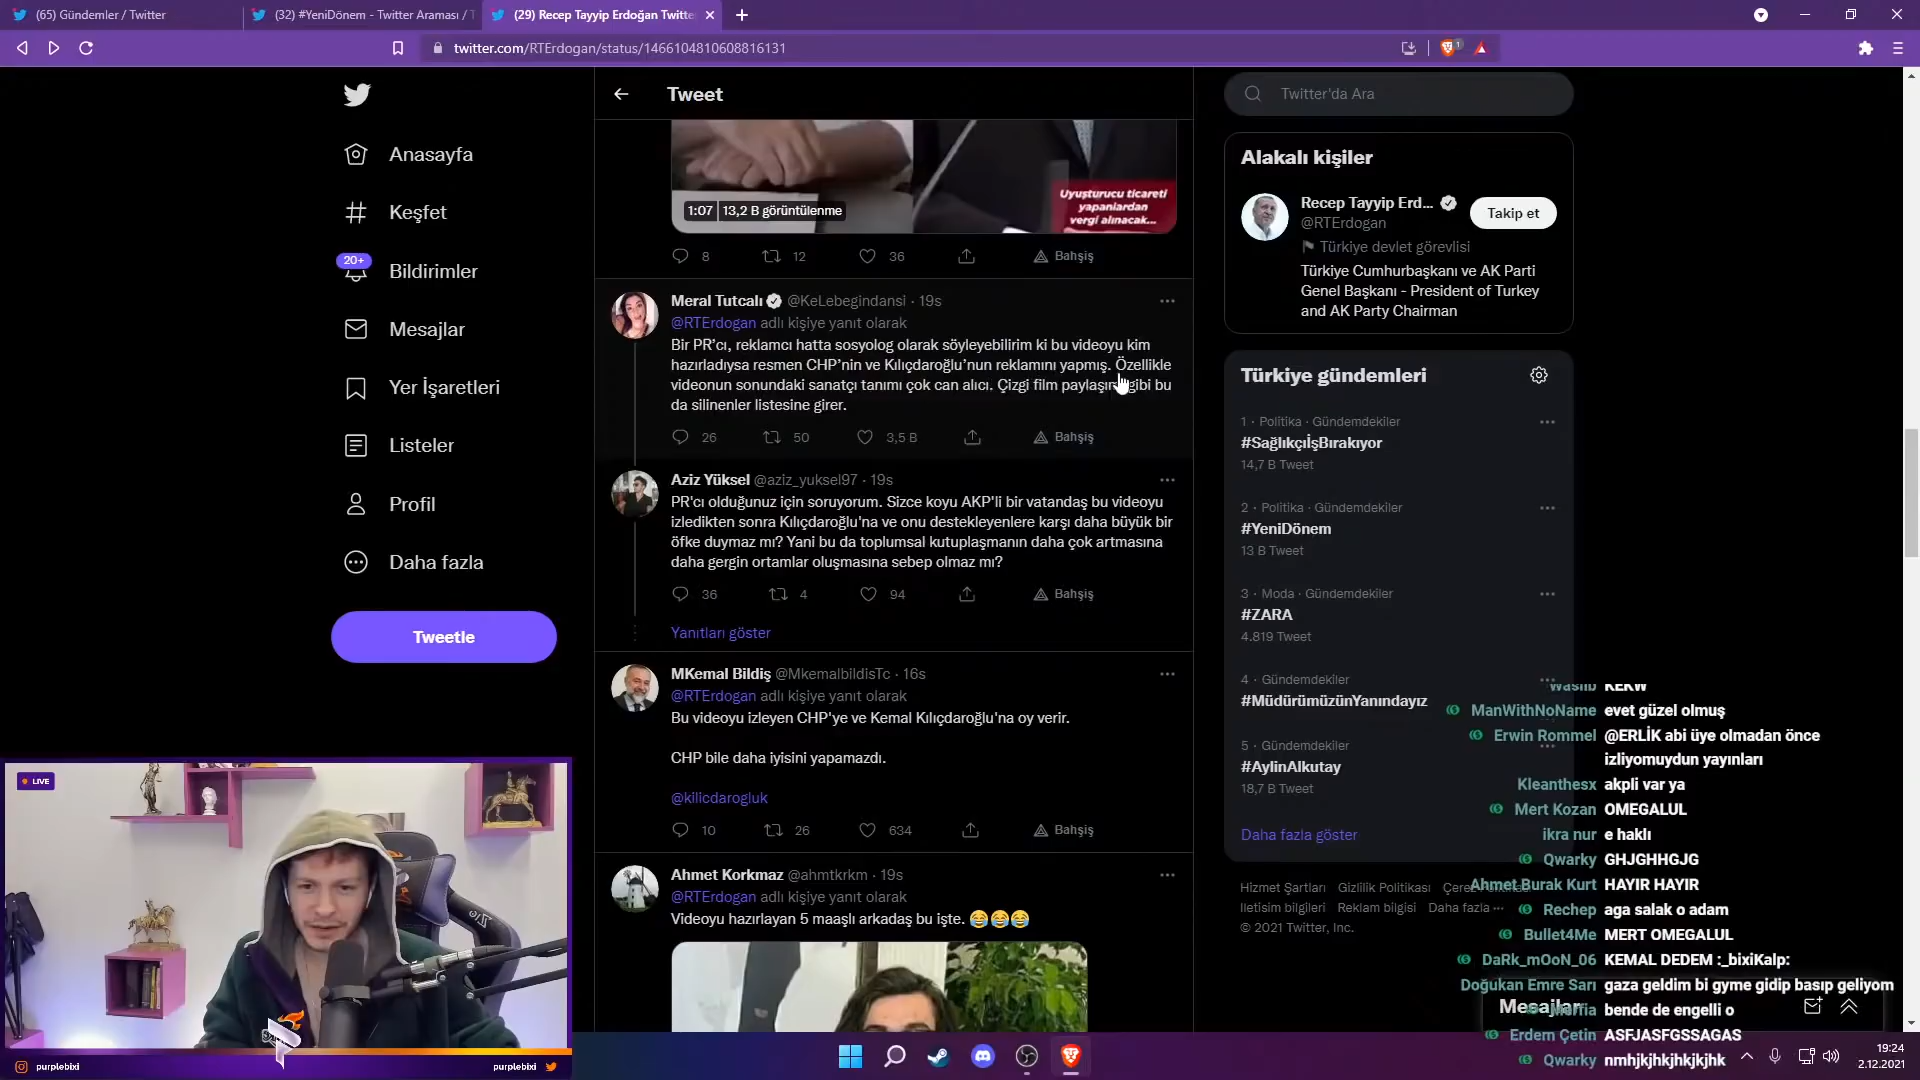 (65) Gündemler / Twitter
(32) #YeniDönem - Twitter Araması / T
(29) Recep Tayyip Erdoğan Twitte
twitter.com/RTErdogan/status/1466104810608816131
1
Anasayfa
Keşfet
20+
Bildirimler
Mesajlar
Yer İşaretleri
Listeler
Profil
Daha fazla
Tweetle
Tweet
Uyuşturucu ticareti
yapanlardan
vergi alınacak...
1:07 13,2 B görüntülenme
8 12 36 Bahşiş
Meral Tutcalı @KeLebegindansi · 19s
@RTErdogan adlı kişiye yanıt olarak
Bir PR’cı, reklamcı hatta sosyolog olarak söyleyebilirim ki bu videoyu kim
hazırladıysa resmen CHP’nin ve Kılıçdaroğlu’nun reklamını yapmış. Özellikle
videonun sonundaki sanatçı tanımı çok can alıcı. Çizgi film paylaşımı gibi bu
da silinenler listesine girer.
26 50 3,5 B Bahşiş
Aziz Yüksel @aziz_yuksel97 · 19s
PR'cı olduğunuz için soruyorum. Sizce koyu AKP'li bir vatandaş bu videoyu
izledikten sonra Kılıçdaroğlu'na ve onu destekleyenlere karşı daha büyük bir
öfke duymaz mı? Yani bu da toplumsal kutuplaşmanın daha çok artmasına
daha gergin ortamlar oluşmasına sebep olmaz mı?
36 4 94 Bahşiş
Yanıtları göster
MKemal Bildiş @MkemalbildisTc · 16s
@RTErdogan adlı kişiye yanıt olarak
Bu videoyu izleyen CHP'ye ve Kemal Kılıçdaroğlu'na oy verir.
CHP bile daha iyisini yapamazdı.
@kilicdarogluk
10 26 634 Bahşiş
Ahmet Korkmaz @ahmtkrkm · 19s
@RTErdogan adlı kişiye yanıt olarak
Videoyu hazırlayan 5 maaşlı arkadaş bu işte. 😂😂😂
Twitter'da Ara
Alakalı kişiler
Recep Tayyip Erd...
@RTErdogan
Takip et
Türkiye devlet görevlisi
Türkiye Cumhurbaşkanı ve AK Parti
Genel Başkanı - President of Turkey
and AK Party Chairman
Türkiye gündemleri
1 · Politika · Gündemdekiler
#SağlıkçıİşBırakıyor
14,7 B Tweet
2 · Politika · Gündemdekiler
#YeniDönem
13 B Tweet
3 · Moda · Gündemdekiler
#ZARA
4.819 Tweet
4 · Gündemdekiler
#MüdürümüzünYanındayız
5 · Gündemdekiler
#AylinAlkutay
18,7 B Tweet
Daha fazla göster
Hizmet Şartları Gizlilik Politikası
İletişim bilgileri Reklam bilgisi Daha fazla ···
© 2021 Twitter, Inc.
Mesajlar
KEKW
ManWithNoName evet güzel olmuş
Erwin Rommel @ERLİK abi üye olmadan önce
izliyomuydun yayınları
Kleanthesx akpli var ya
Mert Kozan OMEGALUL
ikra nur e haklı
Qwarky GHJGHHGJG
Ahmet Burak Kurt HAYIR HAYIR
Rechep aga salak o adam
Bullet4Me MERT OMEGALUL
DaRk_mOoN_06 KEMAL DEDEM :_bixiKalp:
Doğukan Emre Sarı gaza geldim bi gyme gidip basıp geliyom
bende de engelli o
Erdem Çetin ASFJASFGSSAGAS
Qwarky nmhjkjhkjhkjkjhk
LIVE
purplebixi
purplebixi
19:24
2.12.2021